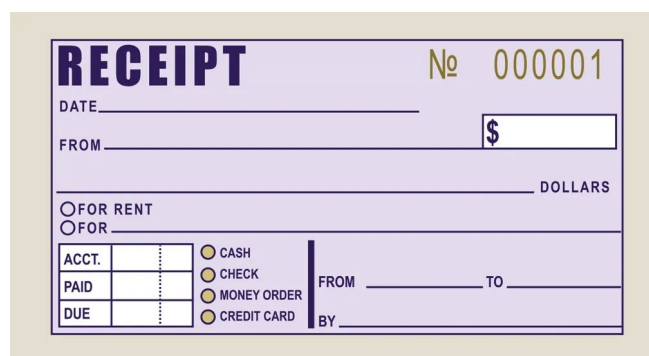 RECEIPT № 000001
DATE
FROM $
DOLLARS
FOR RENT
FOR
ACCT.
PAID
DUE
CASH
CHECK
MONEY ORDER
CREDIT CARD
FROM TO
BY